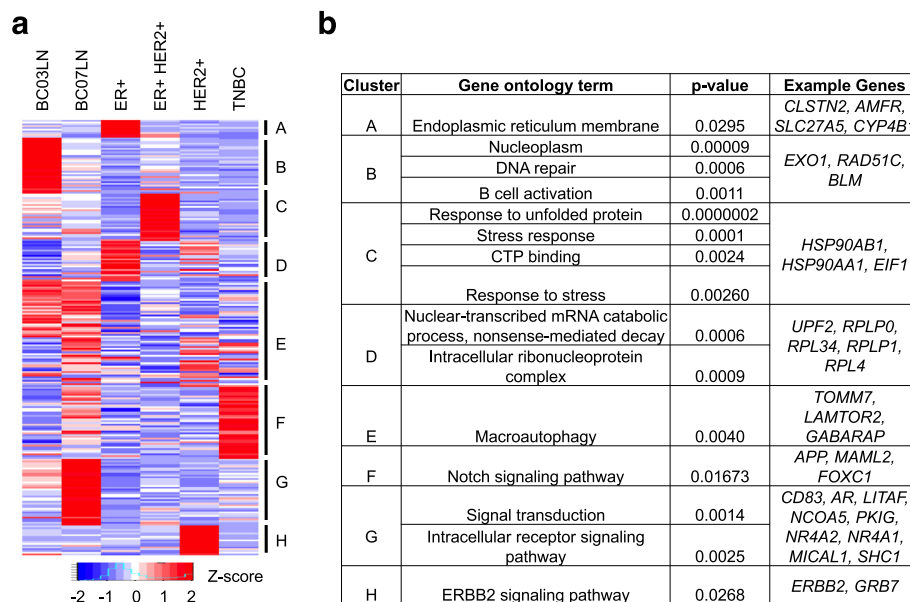 a
b
BC03LN
BC07LN
ER+
ER+ HER2+
HER2+
TNBC
A
B
C
D
E
F
G
H
-2 -1 0 1 2
Z-score
Cluster Gene ontology term p-value Example Genes
A Endoplasmic reticulum membrane 0.0295 CLSTN2, AMFR,
SLC27A5, CYP4B1
B Nucleoplasm 0.00009 EXO1, RAD51C,
DNA repair 0.0006 BLM
B cell activation 0.0011
C Response to unfolded protein 0.0000002 HSP90AB1,
Stress response 0.0001 HSP90AA1, EIF1
CTP binding 0.0024
Response to stress 0.00260
D Nuclear-transcribed mRNA catabolic
process, nonsense-mediated decay 0.0006 UPF2, RPLP0,
RPL34, RPLP1,
Intracellular ribonucleoprotein
complex 0.0009 RPL4
E Macroautophagy 0.0040 TOMM7,
LAMTOR2,
GABARAP
F Notch signaling pathway 0.01673 APP, MAML2,
FOXC1
G Signal transduction 0.0014 CD83, AR, LITAF,
NCOA5, PKIG,
Intracellular receptor signaling
pathway 0.0025 NR4A2, NR4A1,
MICAL1, SHC1
H ERBB2 signaling pathway 0.0268 ERBB2, GRB7